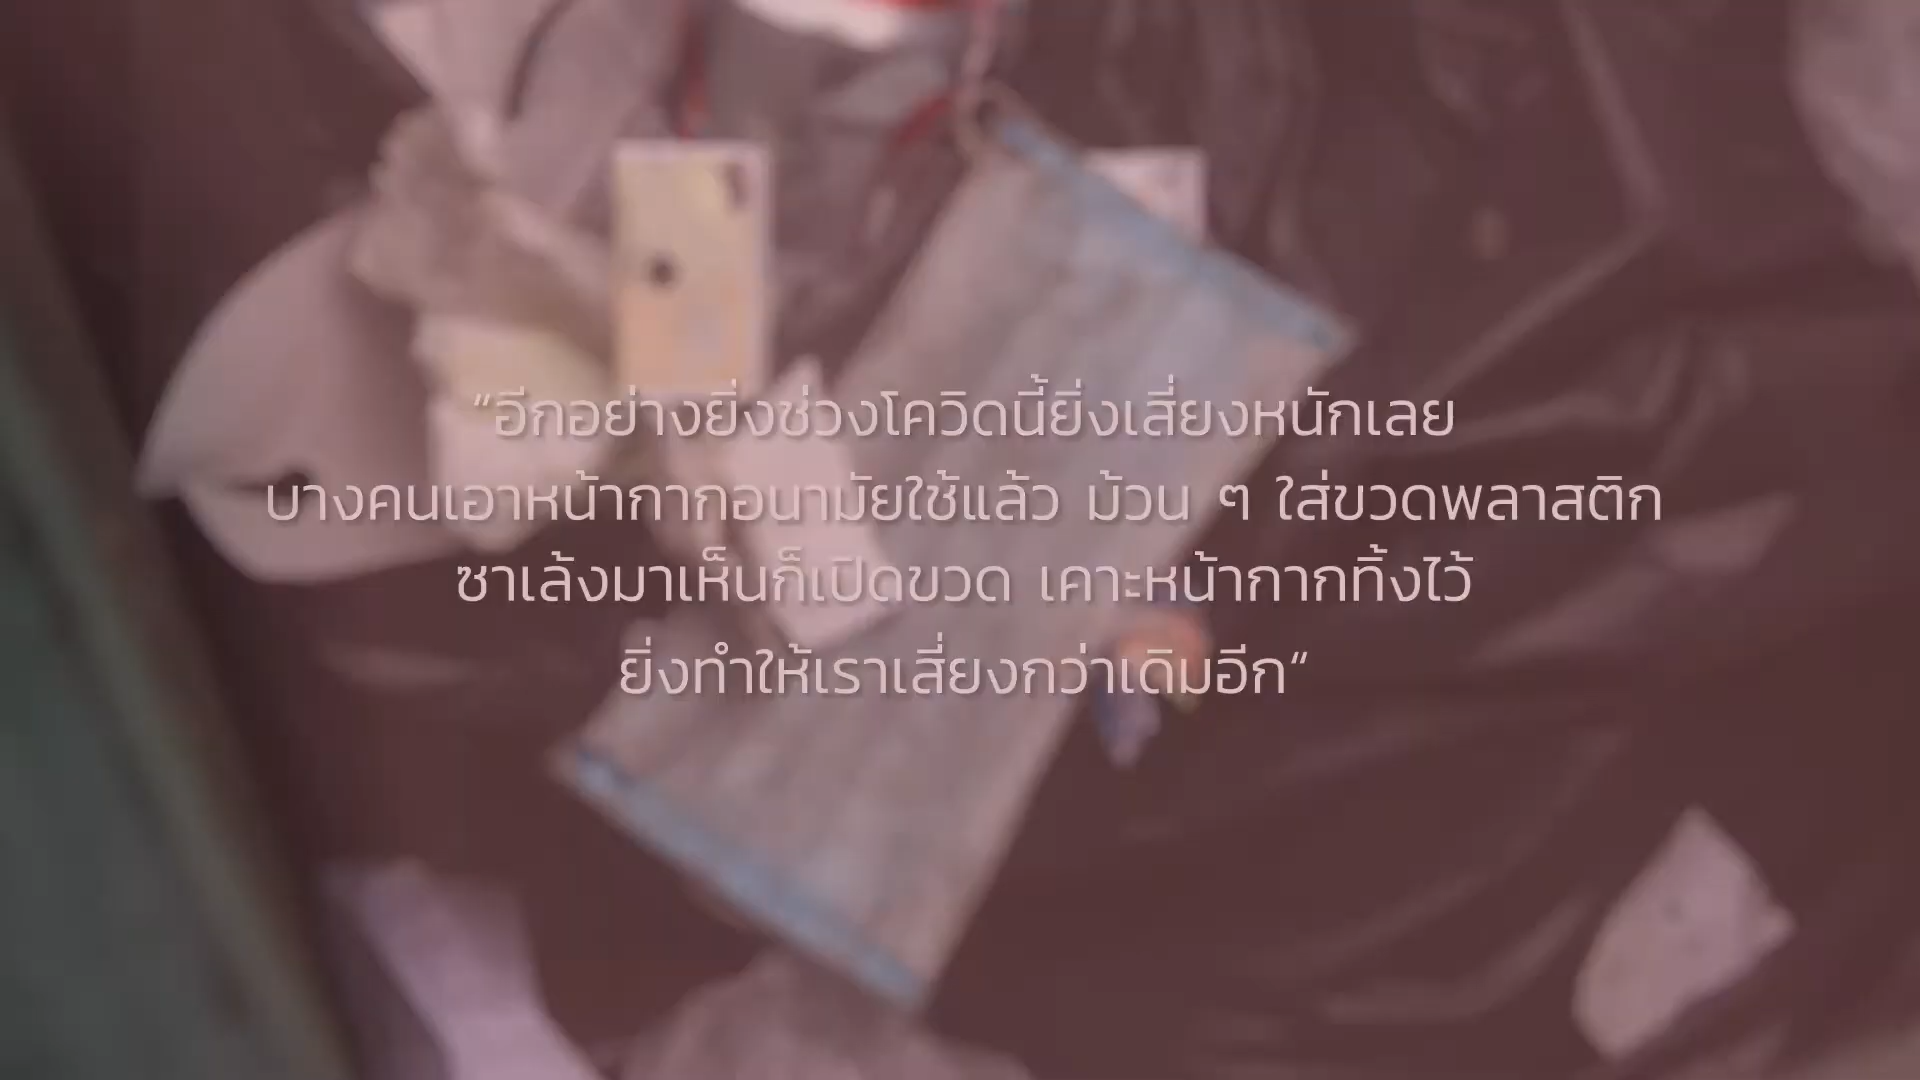 “อีกอย่างยิ่งช่วงโควิดนี้ยิ่งเสี่ยงหนักเลย
บางคนเอาหน้ากากอนามัยใช้แล้ว ม้วน ๆ ใส่ขวดพลาสติก
ซาเล้งมาเห็นก็เปิดขวด เคาะหน้ากากทิ้งไว้
ยิ่งทำให้เราเสี่ยงกว่าเดิมอีก“